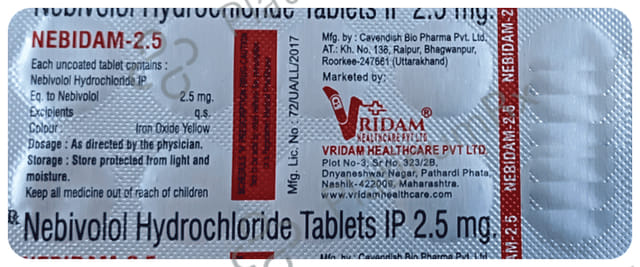 Nebivolol Hydrochloride Tablets IP 2.5 mg.
NEBIDAM-2.5
Each uncoated tablet contains :
Nebivolol Hydrochloride IP
Eq. to Nebivolol 2.5 mg.
Excipients q.s.
Colour : Iron Oxide Yellow
Dosage : As directed by the physician.
Storage : Store protected from light and
moisture.
Keep all medicine out of reach of children
Mfg. Lic. No.: 72/UA/LL/2017
Mfg. by : Cavendish Bio Pharma Pvt. Ltd.
AT.: Kh. No. 136, Raipur, Bhagwanpur,
Roorkee-247661 (Uttarakhand)
Marketed by:
VRIDAM®
HEALTHCARE PVT LTD
VRIDAM HEALTHCARE PVT LTD.
Plot No-3, Sr No. 323/2B,
Dnyaneshwar Nagar, Pathardi Phata,
Nashik-422009, Maharashtra.
www.vridamhealthcare.com
NEBIDAM-2.5
AM-2.5
Nebivolol Hydrochloride Tablets IP 2.5 mg.
NEBIDAM-2.5
Mfg. by : Cavendish Bio Pharma Pvt. Ltd.